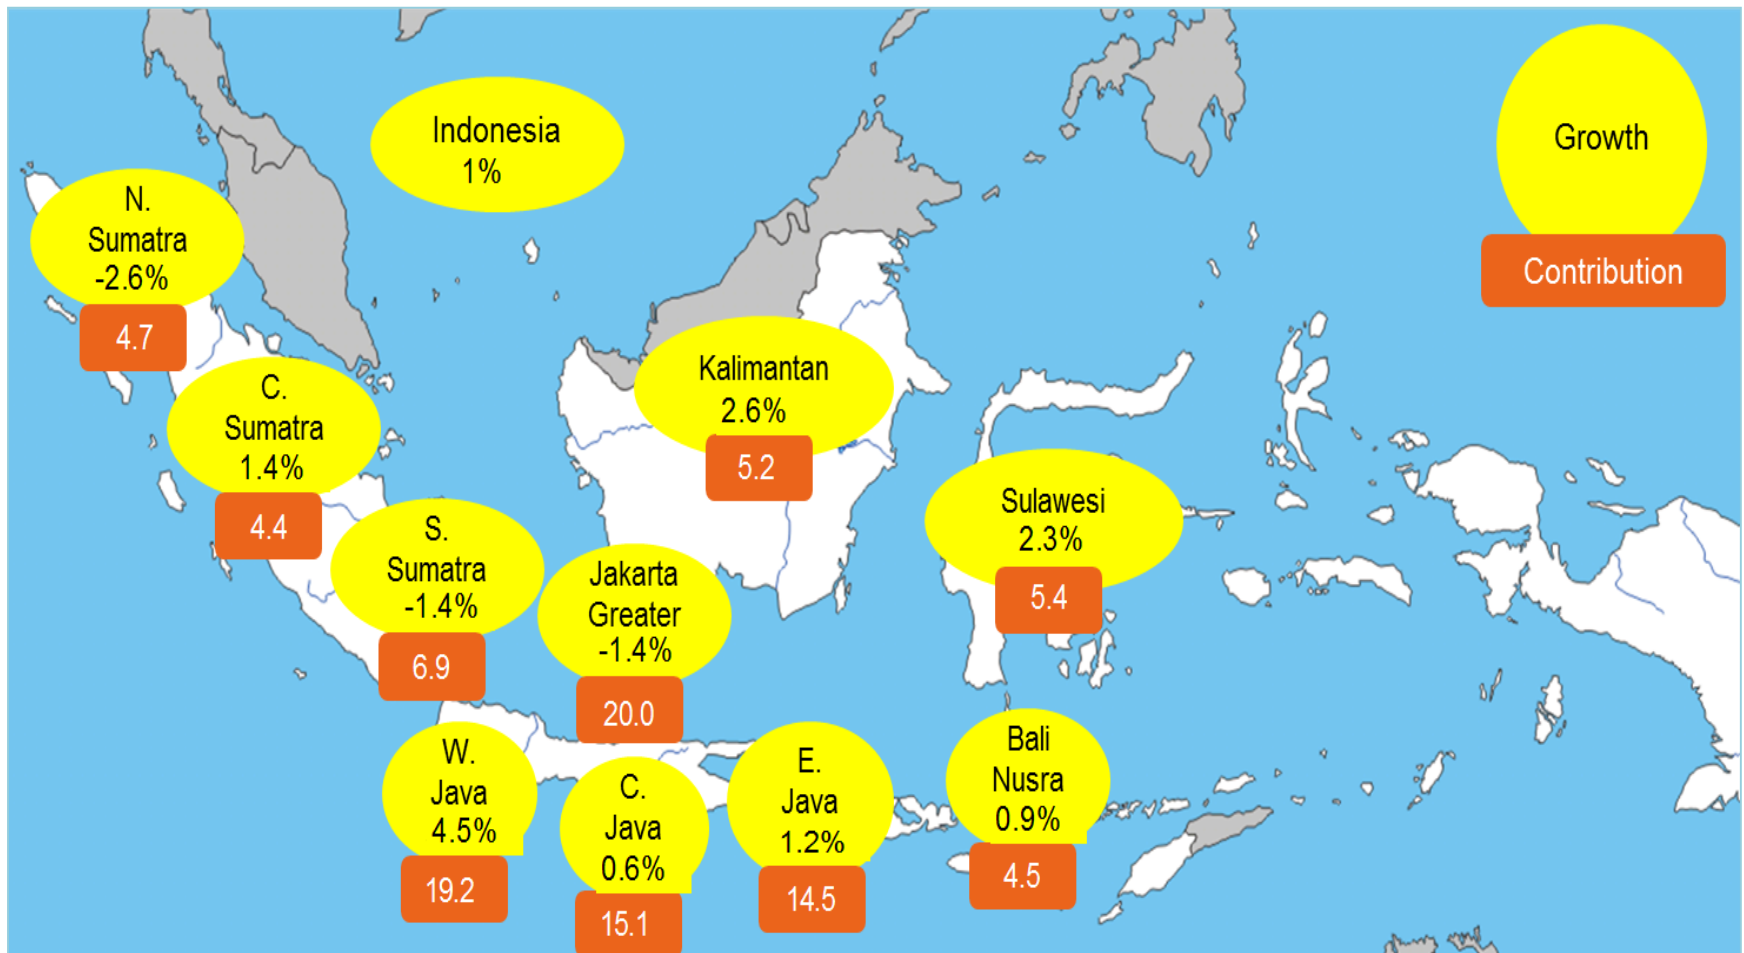 Indonesia
1%
Growth
Contribution
N.
Sumatra
-2.6%
4.7
C.
Sumatra
1.4%
4.4
Kalimantan
2.6%
5.2
Sulawesi
2.3%
5.4
S.
Sumatra
-1.4%
6.9
Jakarta
Greater
-1.4%
20.0
W.
Java
4.5%
19.2
C.
Java
0.6%
15.1
E.
Java
1.2%
14.5
Bali
Nusra
0.9%
4.5